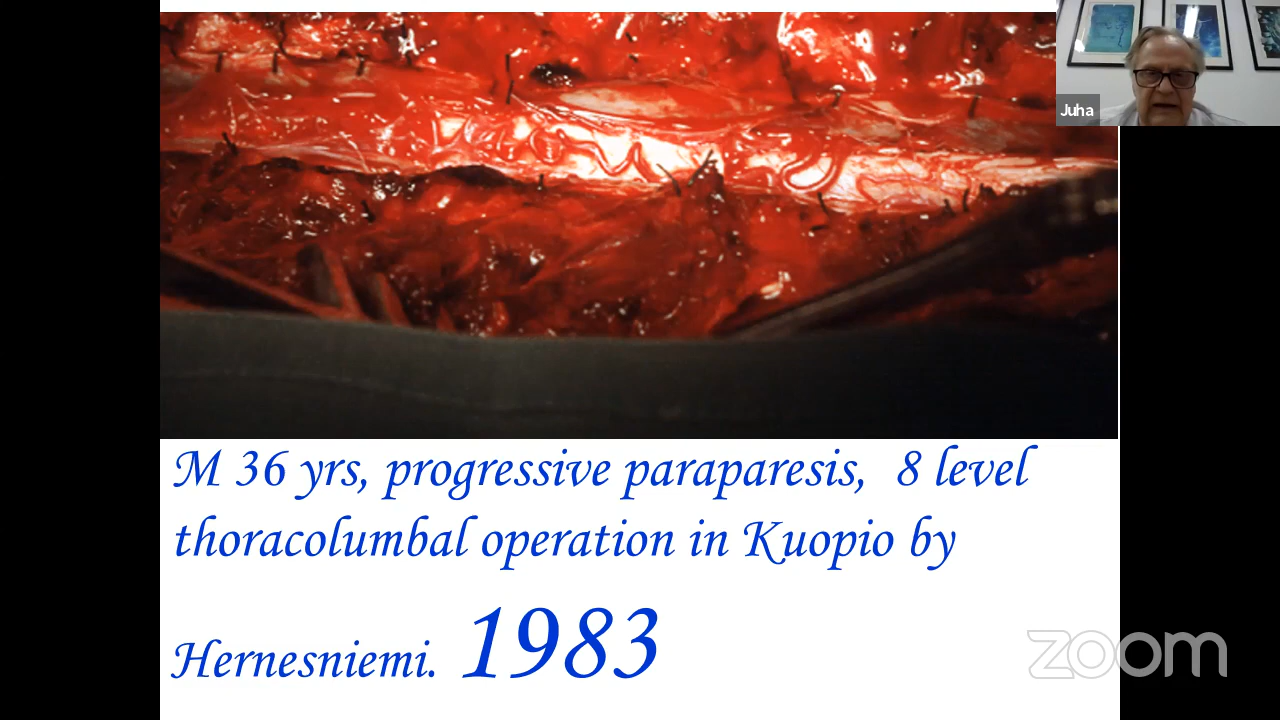 Juha
M 36 yrs, progressive paraparesis, 8 level
thoracolumbal operation in Kuopio by
Hernesniemi. 1983
zoom